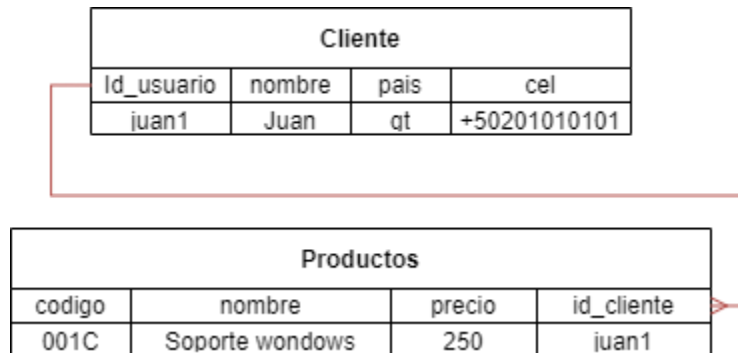 Cliente
Id_usuario nombre pais cel
juan1 Juan gt +50201010101
Productos
codigo nombre precio id_cliente
001C Soporte wondows 250 juan1